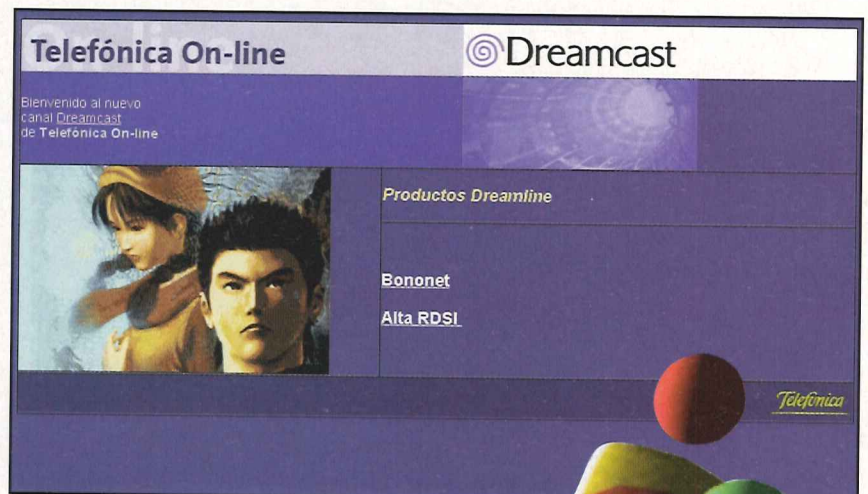 Telefónica On-line
Dreamcast
Bienvenido al nuevo
canal Dreamcast
de Telefónica On-line
Productos Dreamline
Bononet
Alta RDSI
Telefónica